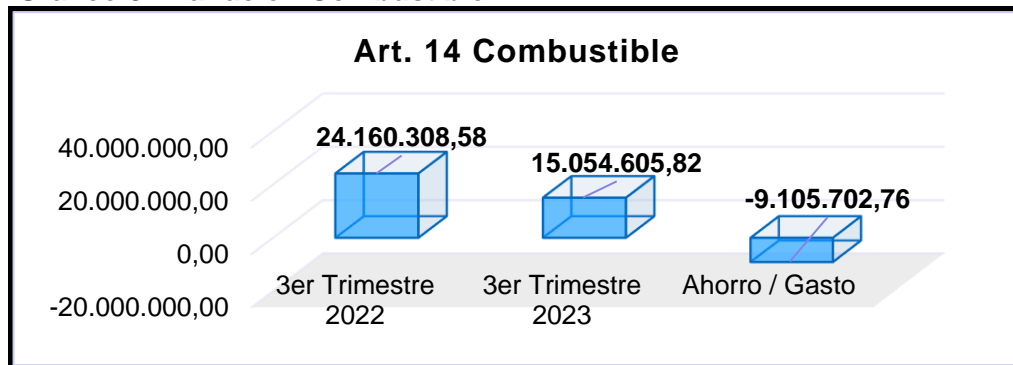 Art. 14 Combustible
40.000.000,00
20.000.000,00
0,00
-20.000.000,00
24.160.308,58
15.054.605,82
-9.105.702,76
3er Trimestre
2022
3er Trimestre
2023
Ahorro / Gasto